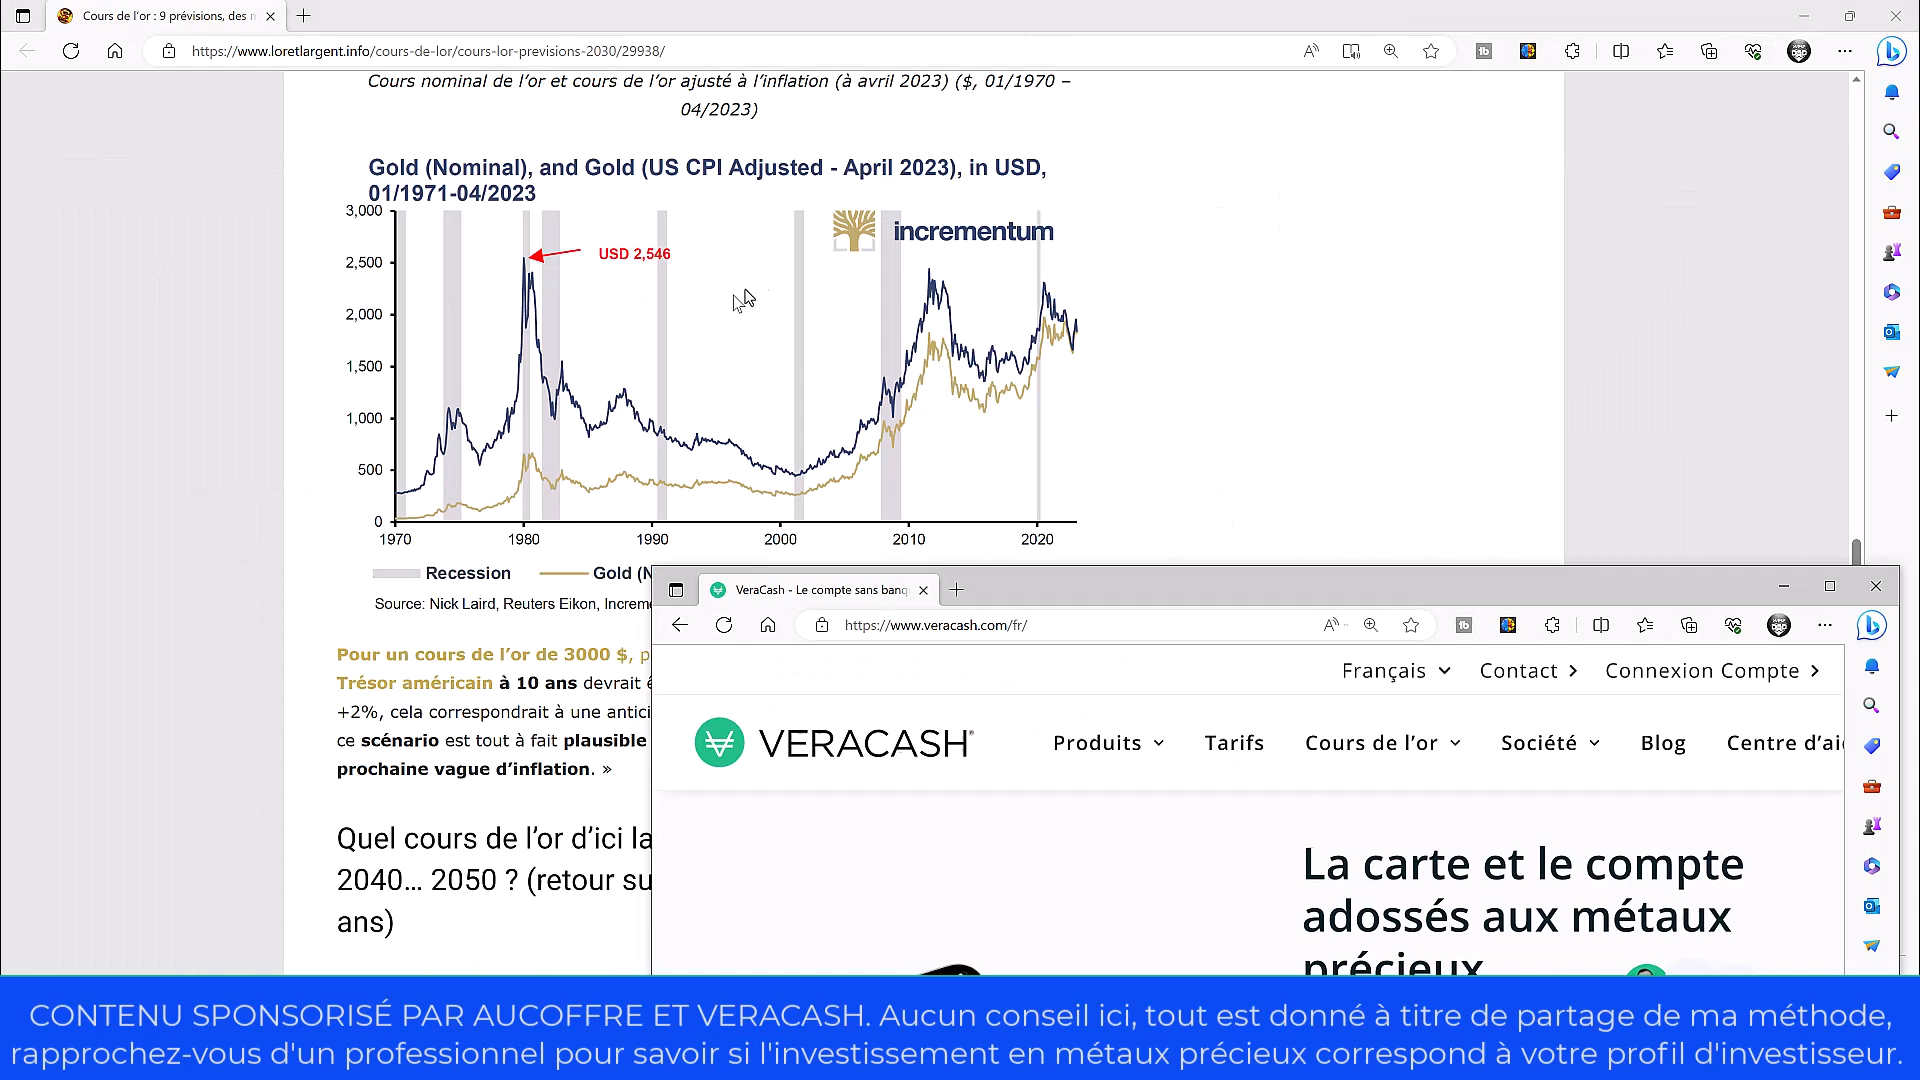 Cours de l'or : 9 prévisions, des
https://www.loretlargent.info/cours-de-lor/cours-lor-previsions-2030/29938/
Cours nominal de l'or et cours de l'or ajusté à l'inflation (à avril 2023) ($, 01/1970 –
04/2023)
Gold (Nominal), and Gold (US CPI Adjusted - April 2023), in USD,
01/1971-04/2023
3,000
incrementum
USD 2,546
2,500
2,000
1,500
1,000
500
0
1970 1980 1990 2000 2010 2020
Recession Gold (N
Source: Nick Laird, Reuters Eikon, Increm
Pour un cours de l'or de 3000 $, p
Trésor américain à 10 ans devrait ê
+2%, cela correspondrait à une antici
ce scénario est tout à fait plausible
prochaine vague d'inflation. »
Quel cours de l'or d'ici la
2040... 2050 ? (retour su
ans)
VeraCash - Le compte sans banq
https://www.veracash.com/fr/
Français Contact Connexion Compte
VERACASH®
Produits Tarifs Cours de l'or Société Blog Centre d'aid
La carte et le compte
adossés aux métaux
précieux
CONTENU SPONSORISÉ PAR AUCOFFRE ET VERACASH. Aucun conseil ici, tout est donné à titre de partage de ma méthode,
rapprochez-vous d'un professionnel pour savoir si l'investissement en métaux précieux correspond à votre profil d'investisseur.